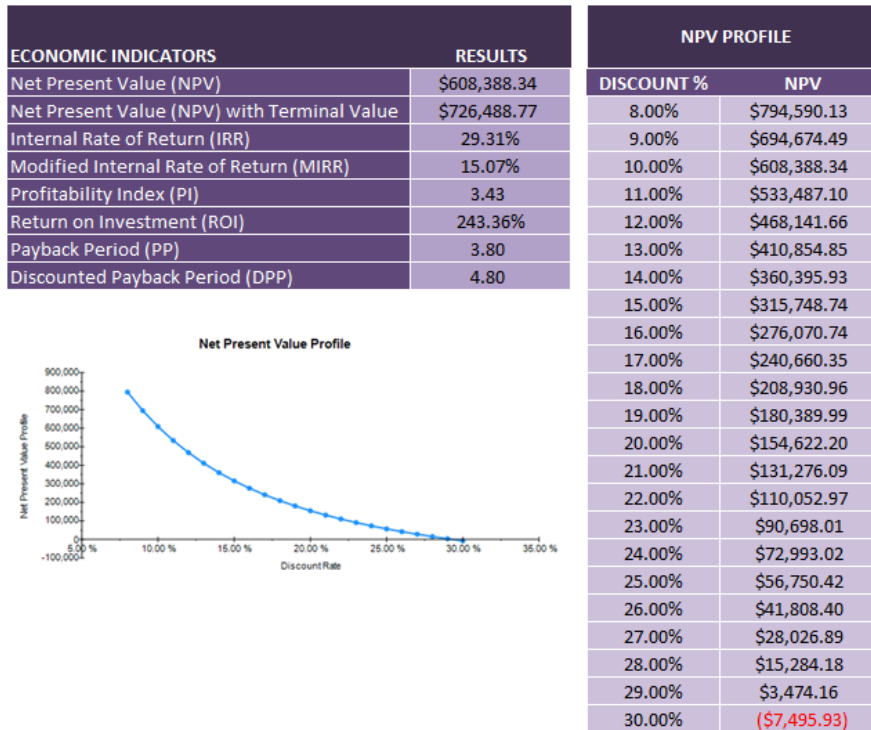 ECONOMIC INDICATORS RESULTS
Net Present Value (NPV) $608,388.34
Net Present Value (NPV) with Terminal Value $726,488.77
Internal Rate of Return (IRR) 29.31%
Modified Internal Rate of Return (MIRR) 15.07%
Profitability Index (PI) 3.43
Return on Investment (ROI) 243.36%
Payback Period (PP) 3.80
Discounted Payback Period (DPP) 4.80
Net Present Value Profile
Net Present Value Profile
900,000
800,000
700,000
600,000
500,000
400,000
300,000
200,000
100,000
0
-100,000
5.00 % 10.00 % 15.00 % 20.00 % 25.00 % 30.00 % 35.00 %
Discount Rate
NPV PROFILE
DISCOUNT % NPV
8.00% $794,590.13
9.00% $694,674.49
10.00% $608,388.34
11.00% $533,487.10
12.00% $468,141.66
13.00% $410,854.85
14.00% $360,395.93
15.00% $315,748.74
16.00% $276,070.74
17.00% $240,660.35
18.00% $208,930.96
19.00% $180,389.99
20.00% $154,622.20
21.00% $131,276.09
22.00% $110,052.97
23.00% $90,698.01
24.00% $72,993.02
25.00% $56,750.42
26.00% $41,808.40
27.00% $28,026.89
28.00% $15,284.18
29.00% $3,474.16
30.00% ($7,495.93)